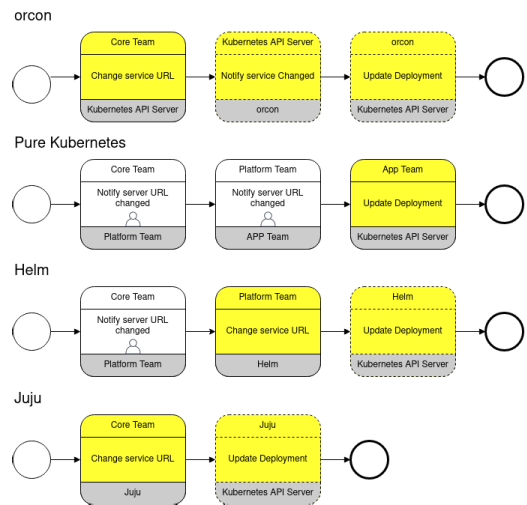 orcon
Core Team
Kubernetes API Server
orcon
Change service URL
Notify service Changed
Update Deployment
Kubernetes API Server
orcon
Kubernetes API Server
Pure Kubernetes
Core Team
Platform Team
App Team
Notify server URL
changed
Notify server URL
changed
Update Deployment
Platform Team
APP Team
Kubernetes API Server
Helm
Core Team
Platform Team
Helm
Notify server URL
changed
Change service URL
Update Deployment
Platform Team
Helm
Kubernetes API Server
Juju
Core Team
Juju
Change service URL
Update Deployment
Juju
Kubernetes API Server